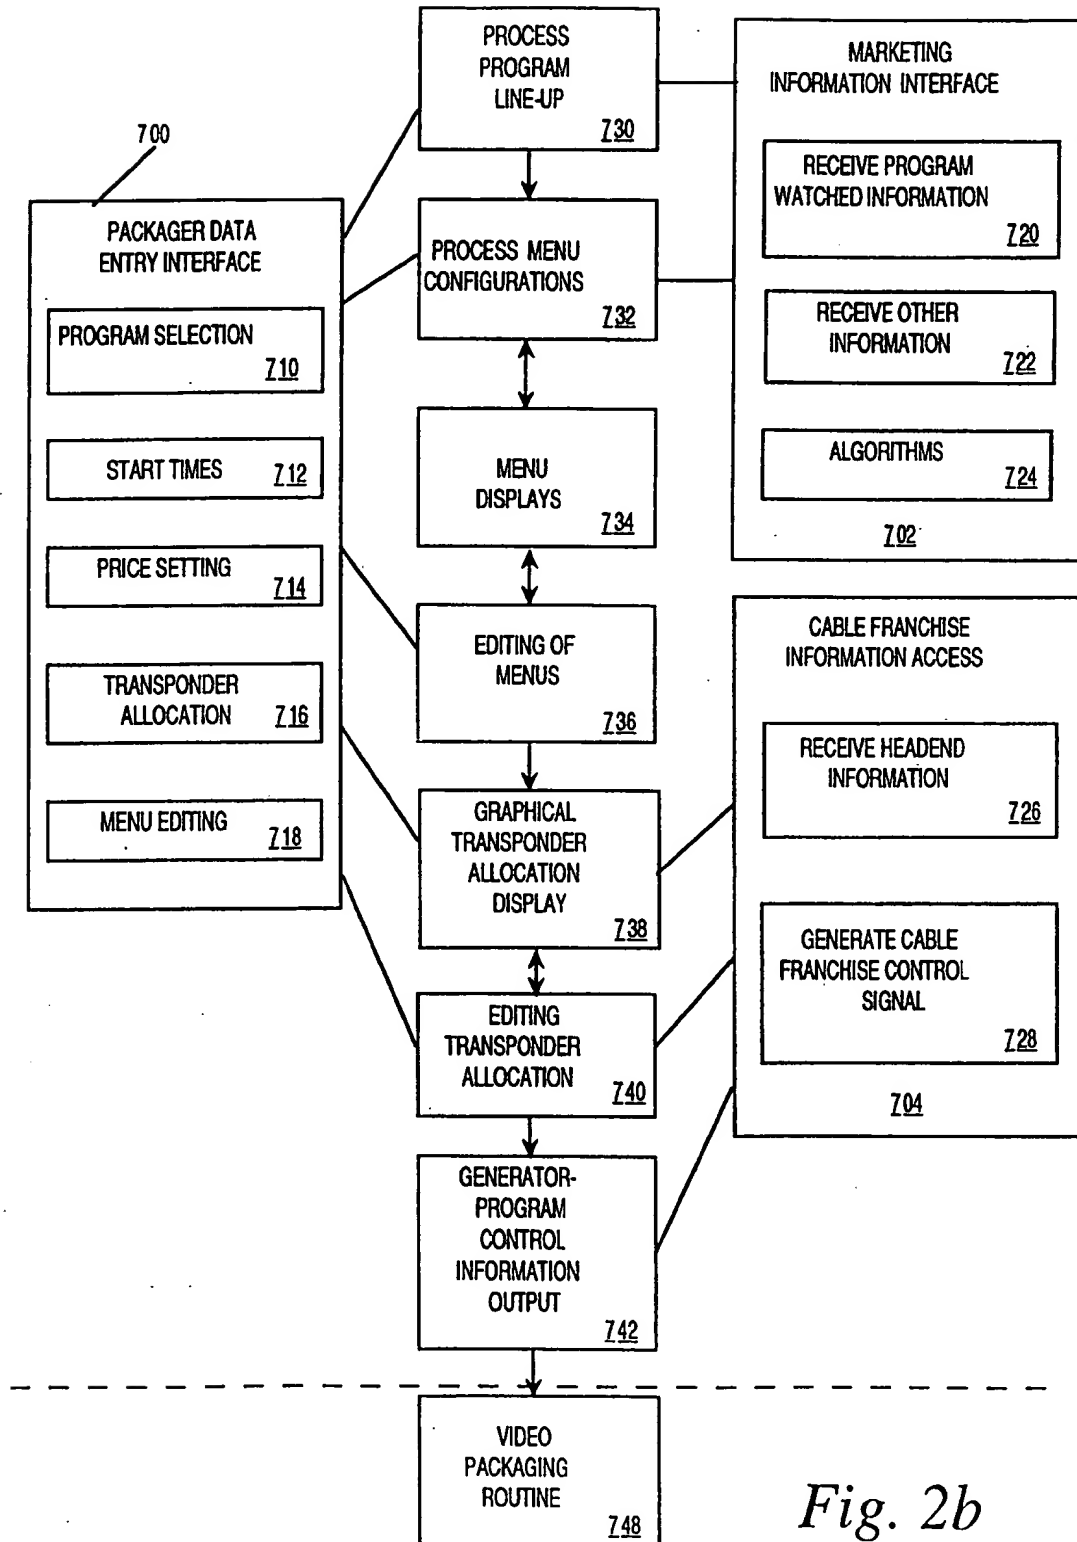 700
PACKAGER DATA
ENTRY INTERFACE
PROGRAM SELECTION
710
START TIMES
712
PRICE SETTING
714
TRANSPONDER
ALLOCATION
716
MENU EDITING
718
PROCESS
PROGRAM
LINE-UP
730
PROCESS MENU
CONFIGURATIONS
732
MENU
DISPLAYS
734
EDITING OF
MENUS
736
GRAPHICAL
TRANSPONDER
ALLOCATION
DISPLAY
738
EDITING
TRANSPONDER
ALLOCATION
740
GENERATOR-
PROGRAM
CONTROL
INFORMATION
OUTPUT
742
VIDEO
PACKAGING
ROUTINE
748
MARKETING
INFORMATION INTERFACE
RECEIVE PROGRAM
WATCHED INFORMATION
720
RECEIVE OTHER
INFORMATION
722
ALGORITHMS
724
702
CABLE FRANCHISE
INFORMATION ACCESS
RECEIVE HEADEND
INFORMATION
726
GENERATE CABLE
FRANCHISE CONTROL
SIGNAL
728
704
Fig. 2b